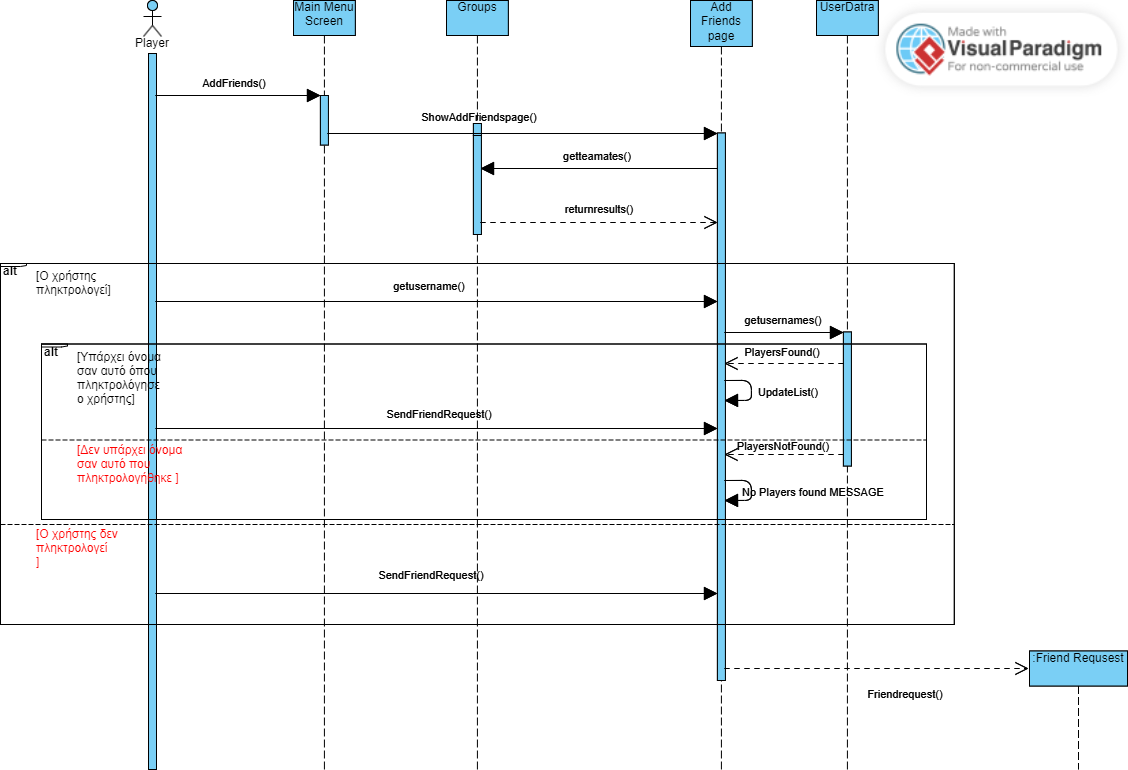 Main Menu
Screen
Groups
Add
Friends
page
UserDatra
Made with
VisualParadigm
For non-commercial use
Player
AddFriends()
ShowAddFriendspage()
getteamates()
returnresults()
alt
[Ο χρήστης
πληκτρολογεί]
getusername()
getusernames()
alt
[Υπάρχει όνομα
σαν αυτό όπου
πληκτρολόγησε
ο χρήστης]
PlayersFound()
UpdateList()
SendFriendRequest()
[Δεν υπάρχει όνομα
σαν αυτό που
πληκτρολογήθηκε ]
PlayersNotFound()
No Players found MESSAGE
[Ο χρήστης δεν
πληκτρολογεί
]
SendFriendRequest()
:Friend Requsest
Friendrequest()